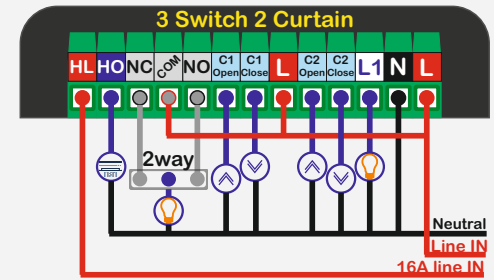 3 Switch 2 Curtain
HL HO NC COM NO C1 Open C1 Close L C2 Open C2 Close L1 N L
2way
Neutral
Line IN
16A line IN